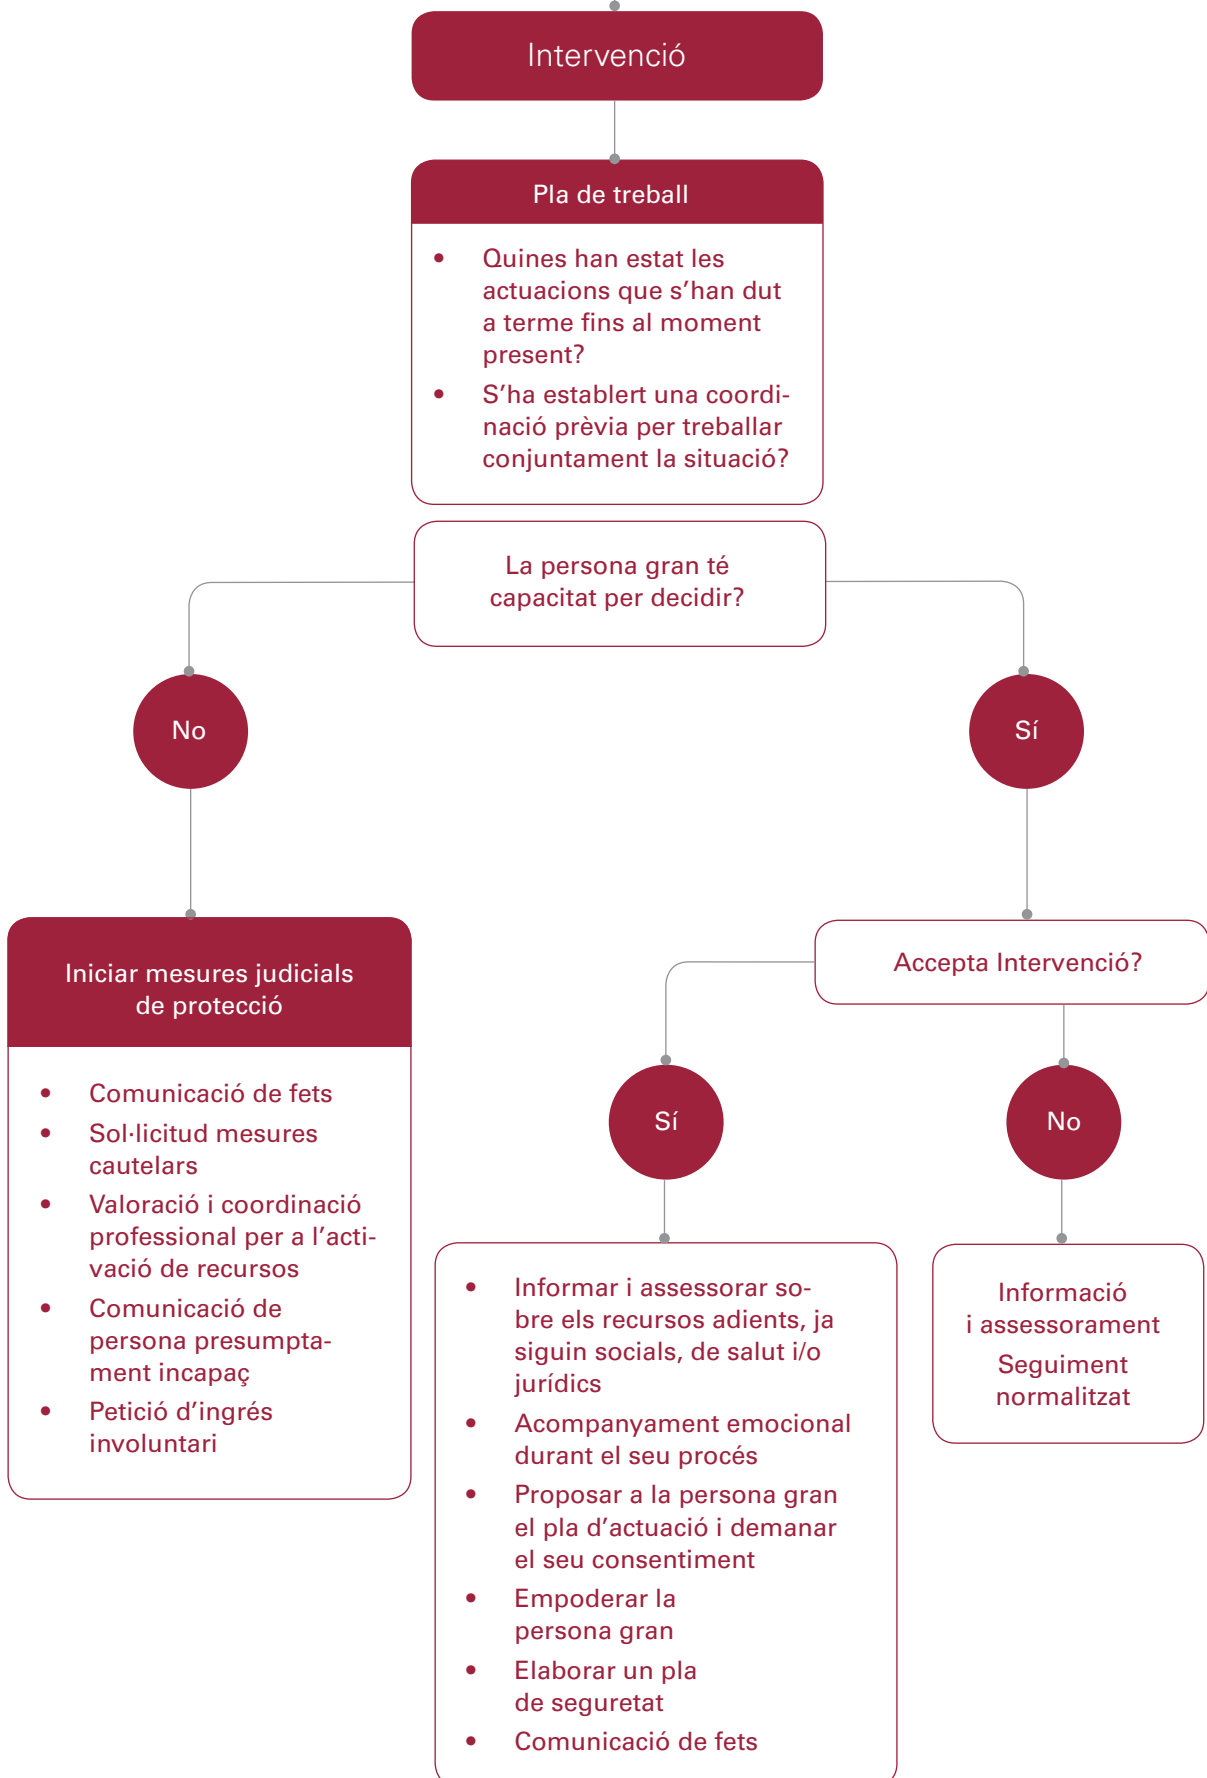 Intervenció
Pla de treball
• Quines han estat les
actuacions que s’han dut
a terme fins al moment
present?
• S’ha establert una coordi-
nació prèvia per treballar
conjuntament la situació?
La persona gran té
capacitat per decidir?
No
Sí
Iniciar mesures judicials
de protecció
• Comunicació de fets
• Sol·licitud mesures
cautelars
• Valoració i coordinació
professional per a l’acti-
vació de recursos
• Comunicació de
persona presumpta-
ment incapaç
• Petició d’ingrés
involuntari
Accepta Intervenció?
Sí
No
• Informar i assessorar so-
bre els recursos adients, ja
siguin socials, de salut i/o
jurídics
• Acompanyament emocional
durant el seu procés
• Proposar a la persona gran
el pla d’actuació i demanar
el seu consentiment
• Empoderar la
persona gran
• Elaborar un pla
de seguretat
• Comunicació de fets
Informació
i assessorament
Seguiment
normalitzat